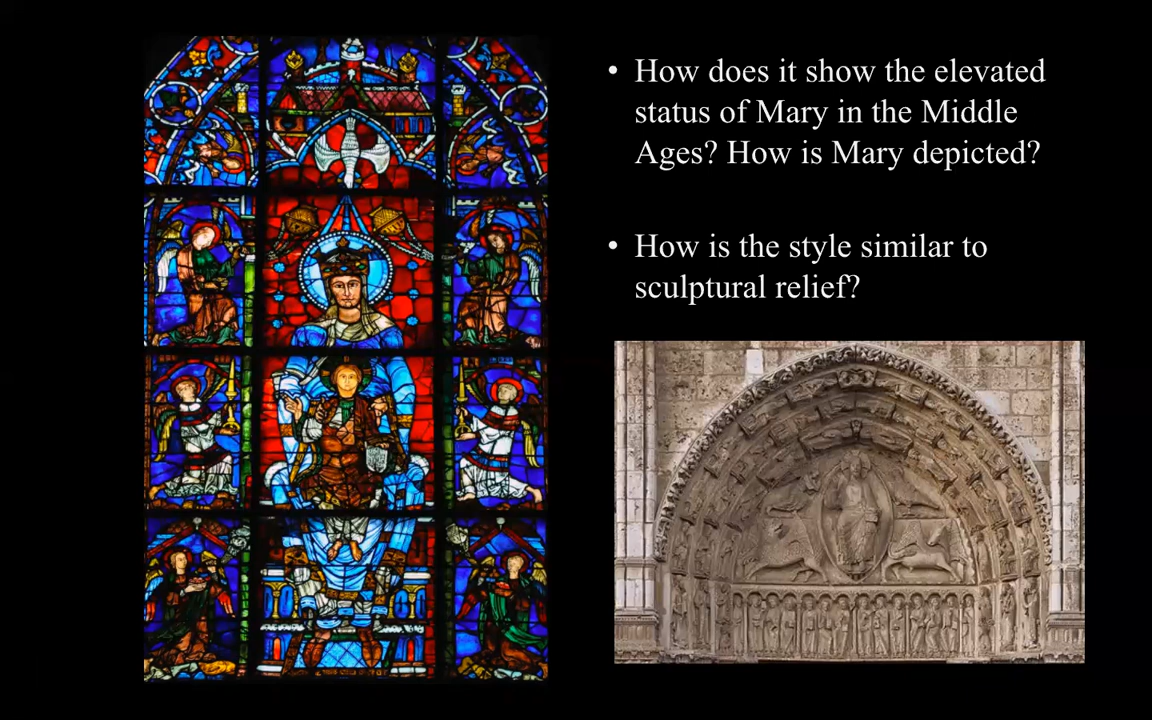 • How does it show the elevated
status of Mary in the Middle
Ages? How is Mary depicted?
• How is the style similar to
sculptural relief?